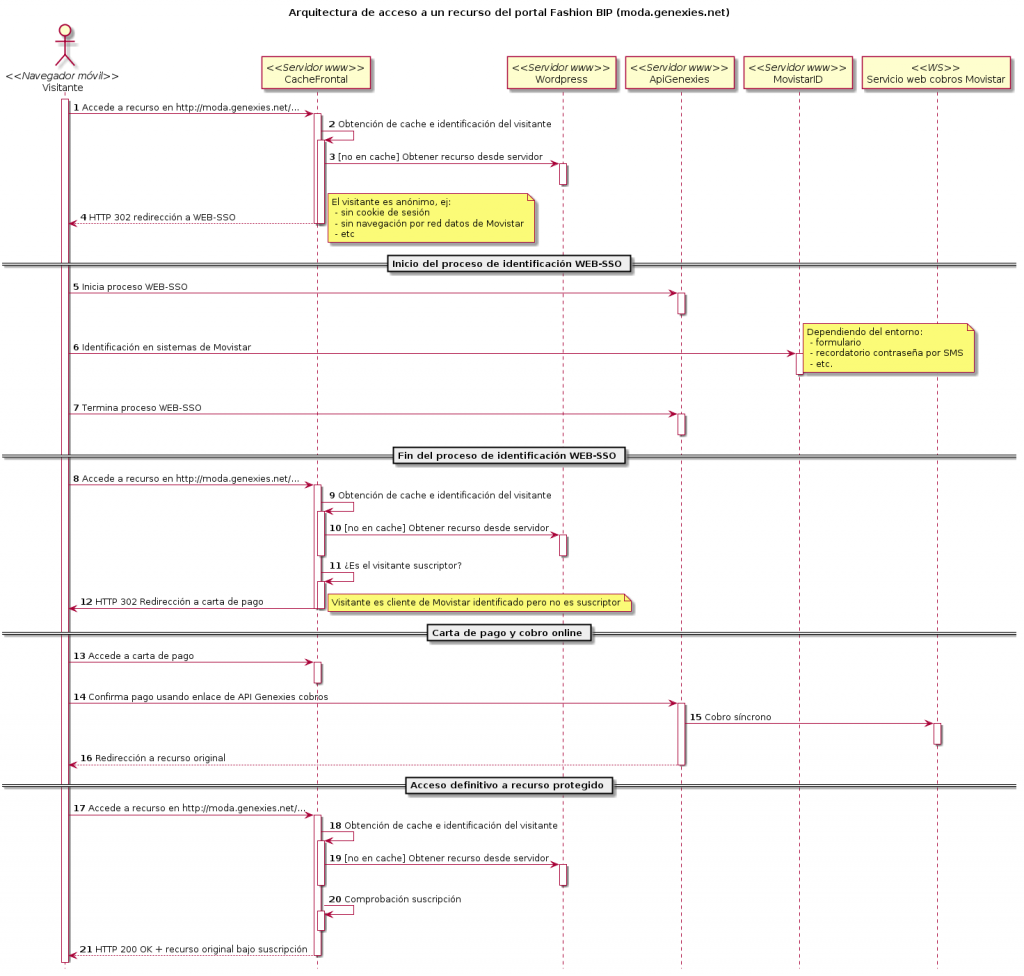 Arquitectura de acceso a un recurso del portal Fashion BIP (moda.genexies.net)
<<Navegador móvil>>
Visitante
<<Servidor www>>
CacheFrontal
<<Servidor www>>
Wordpress
<<Servidor www>>
ApiGenexies
<<Servidor www>>
MovistarID
<<WS>>
Servicio web cobros Movistar
1 Accede a recurso en http://moda.genexies.net/...
2 Obtención de cache e identificación del visitante
3 [no en cache] Obtener recurso desde servidor
4 HTTP 302 redirección a WEB-SSO
El visitante es anónimo, ej:
- sin cookie de sesión
- sin navegación por red datos de Movistar
- etc
Inicio del proceso de identificación WEB-SSO
5 Inicia proceso WEB-SSO
6 Identificación en sistemas de Movistar
Dependiendo del entorno:
- formulario
- recordatorio contraseña por SMS
- etc.
7 Termina proceso WEB-SSO
Fin del proceso de identificación WEB-SSO
8 Accede a recurso en http://moda.genexies.net/...
9 Obtención de cache e identificación del visitante
10 [no en cache] Obtener recurso desde servidor
11 ¿Es el visitante suscriptor?
12 HTTP 302 Redirección a carta de pago
Visitante es cliente de Movistar identificado pero no es suscriptor
Carta de pago y cobro online
13 Accede a carta de pago
14 Confirma pago usando enlace de API Genexies cobros
15 Cobro síncrono
16 Redirección a recurso original
Acceso definitivo a recurso protegido
17 Accede a recurso en http://moda.genexies.net/...
18 Obtención de cache e identificación del visitante
19 [no en cache] Obtener recurso desde servidor
20 Comprobación suscripción
21 HTTP 200 OK + recurso original bajo suscripción